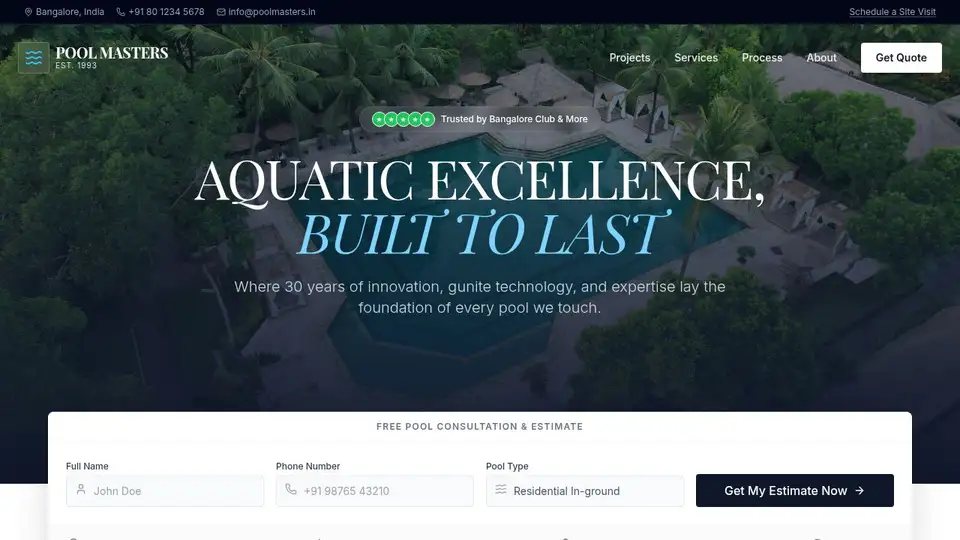 Bangalore, India
+91 80 1234 5678
info@poolmasters.in
Schedule a Site Visit
POOL MASTERS
EST. 1993
Projects
Services
Process
About
Get Quote
Trusted by Bangalore Club & More
AQUATIC EXCELLENCE,
BUILT TO LAST
Where 30 years of innovation, gunite technology, and expertise lay the
foundation of every pool we touch.
FREE POOL CONSULTATION & ESTIMATE
Full Name
John Doe
Phone Number
+91 98765 43210
Pool Type
Residential In-ground
Get My Estimate Now